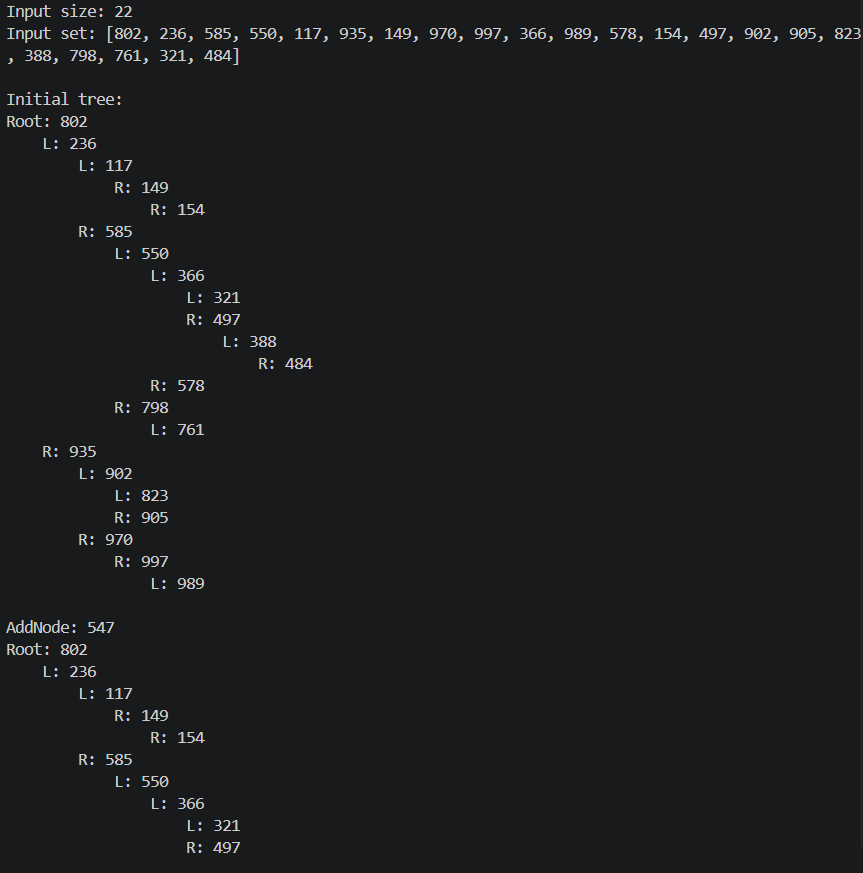 Input size: 22
Input set: [802, 236, 585, 550, 117, 935, 149, 970, 997, 366, 989, 578, 154, 497, 902, 905, 823
, 388, 798, 761, 321, 484]
Initial tree:
Root: 802
L: 236
L: 117
R: 149
R: 154
R: 585
L: 550
L: 366
L: 321
R: 497
L: 388
R: 484
R: 578
R: 798
L: 761
R: 935
L: 902
L: 823
R: 905
R: 970
R: 997
L: 989
AddNode: 547
Root: 802
L: 236
L: 117
R: 149
R: 154
R: 585
L: 550
L: 366
L: 321
R: 497